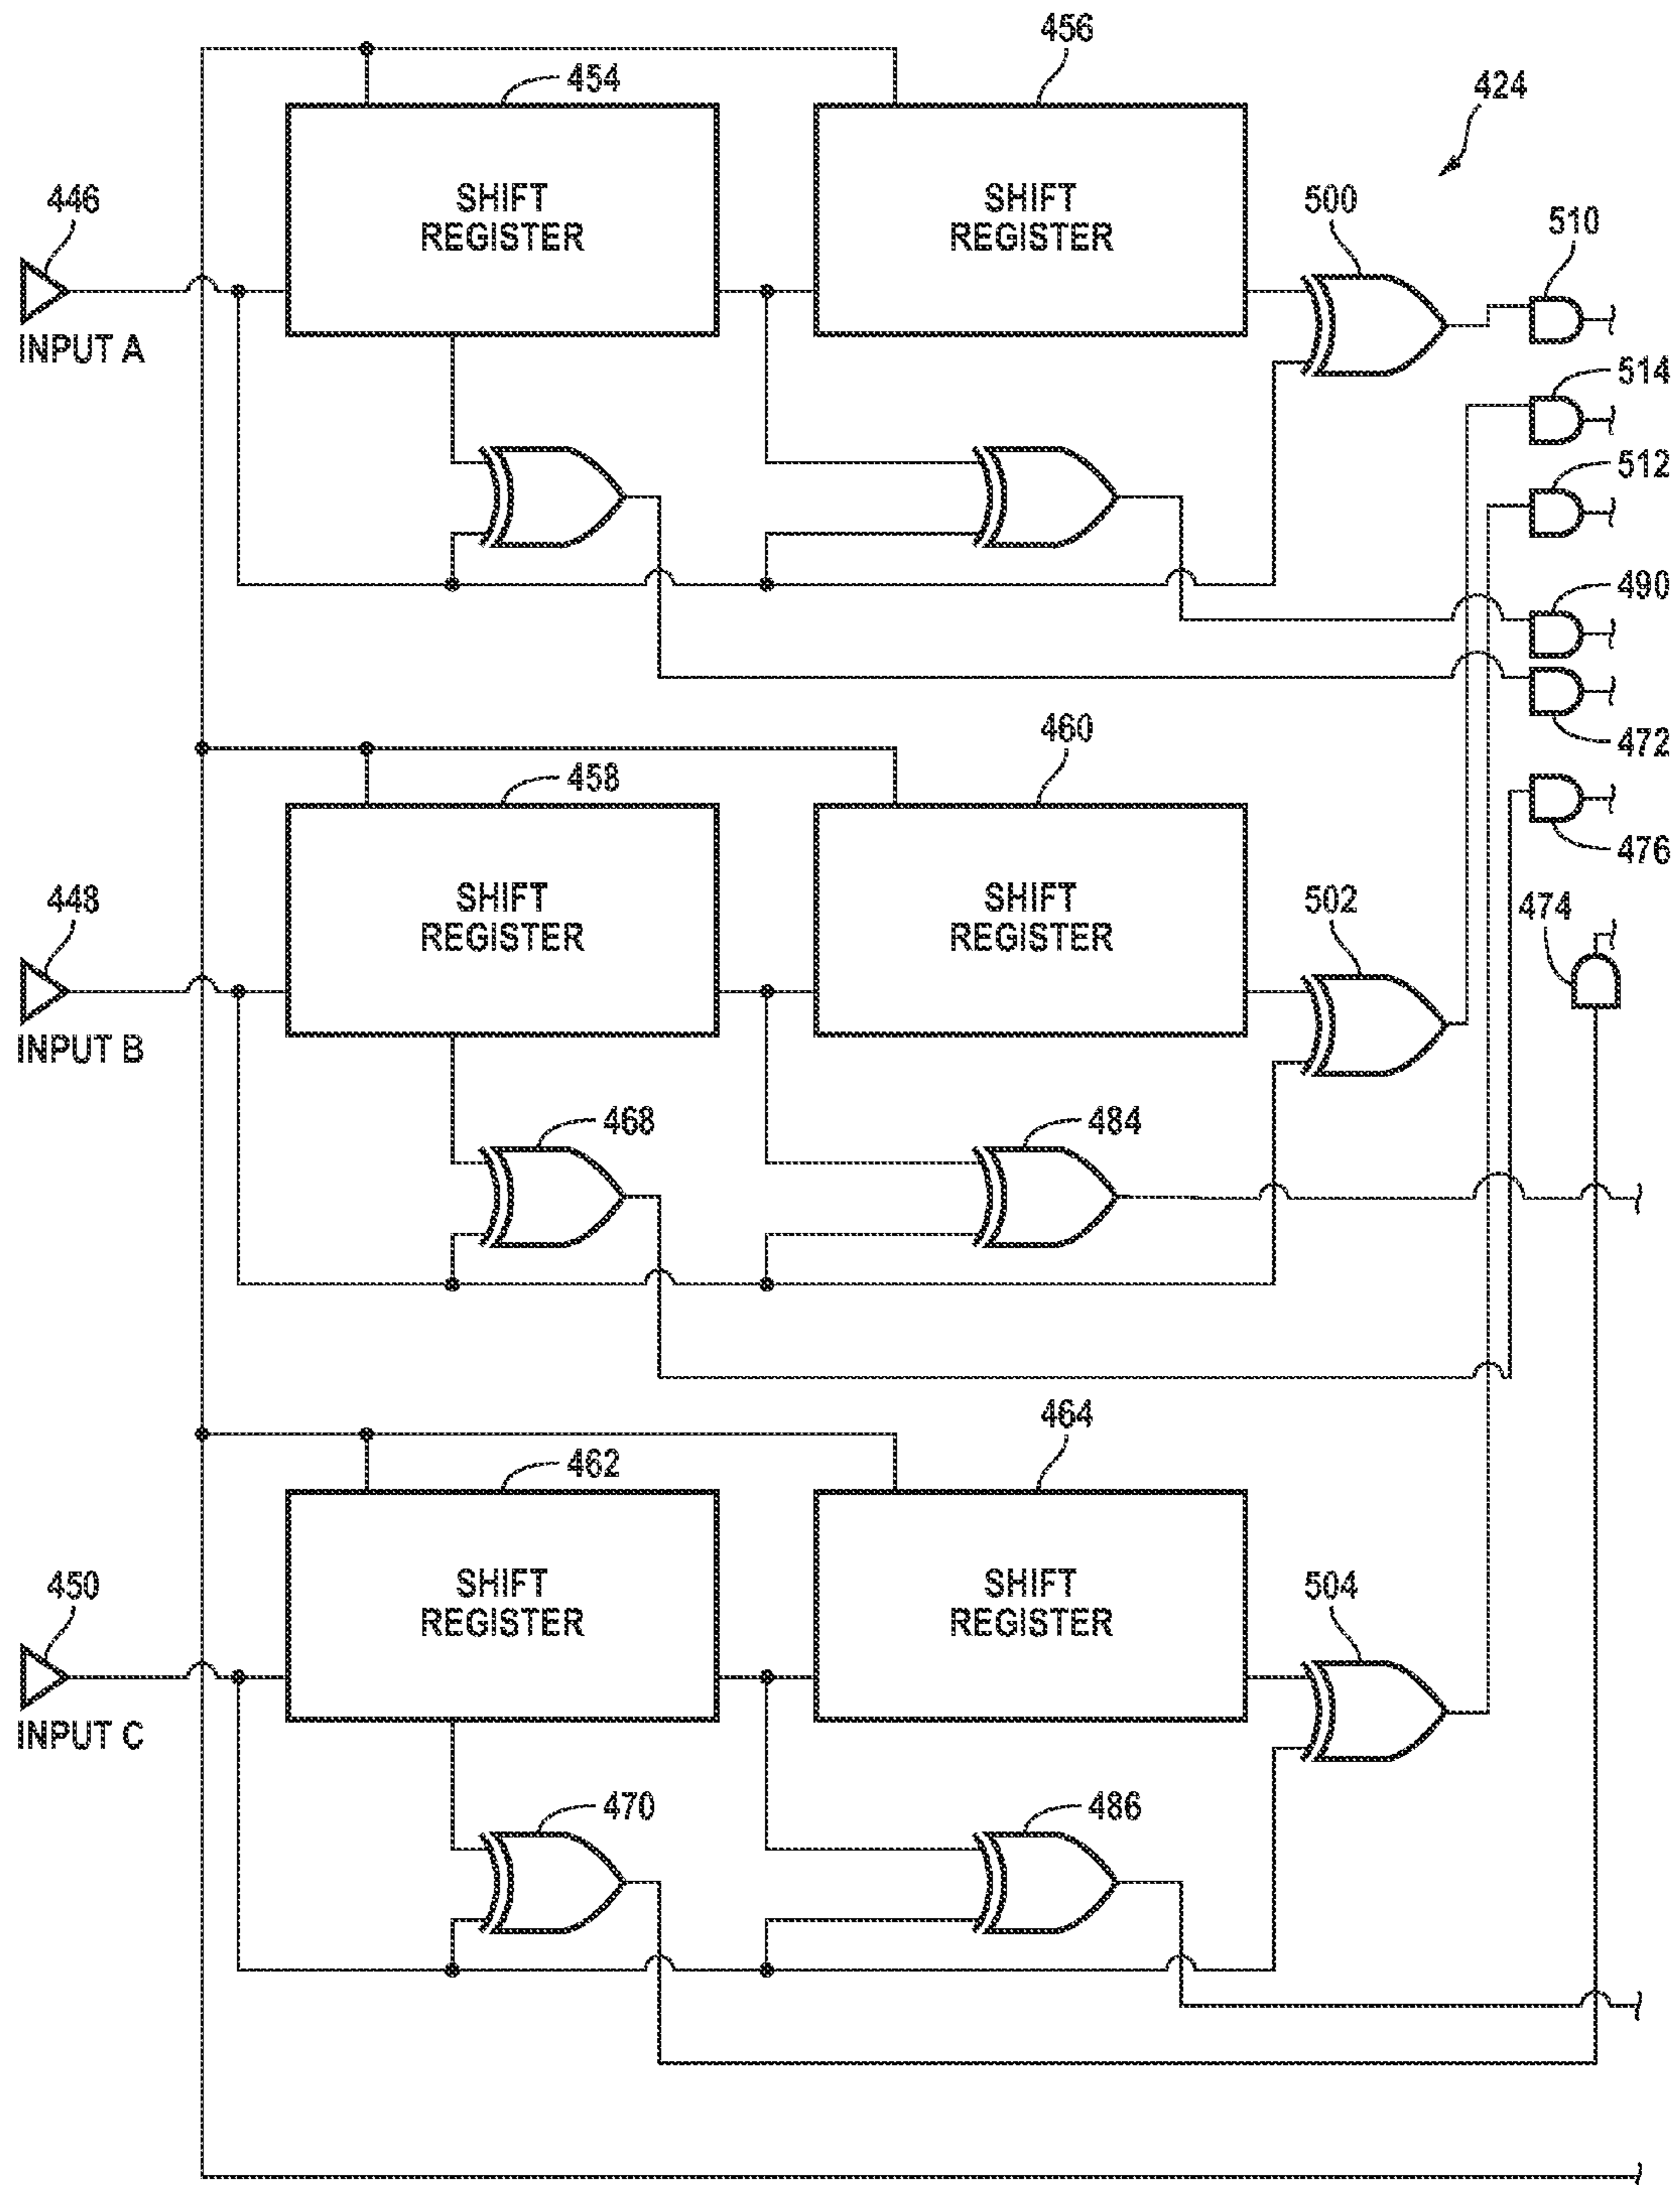 456
454
424
SHIFT
REGISTER
SHIFT
REGISTER
446
500
510
INPUT A
514
512
490
472
460
458
476
SHIFT
REGISTER
SHIFT
REGISTER
448
502
474
INPUT B
468
484
464
462
SHIFT
REGISTER
SHIFT
REGISTER
450
504
INPUT C
470
486